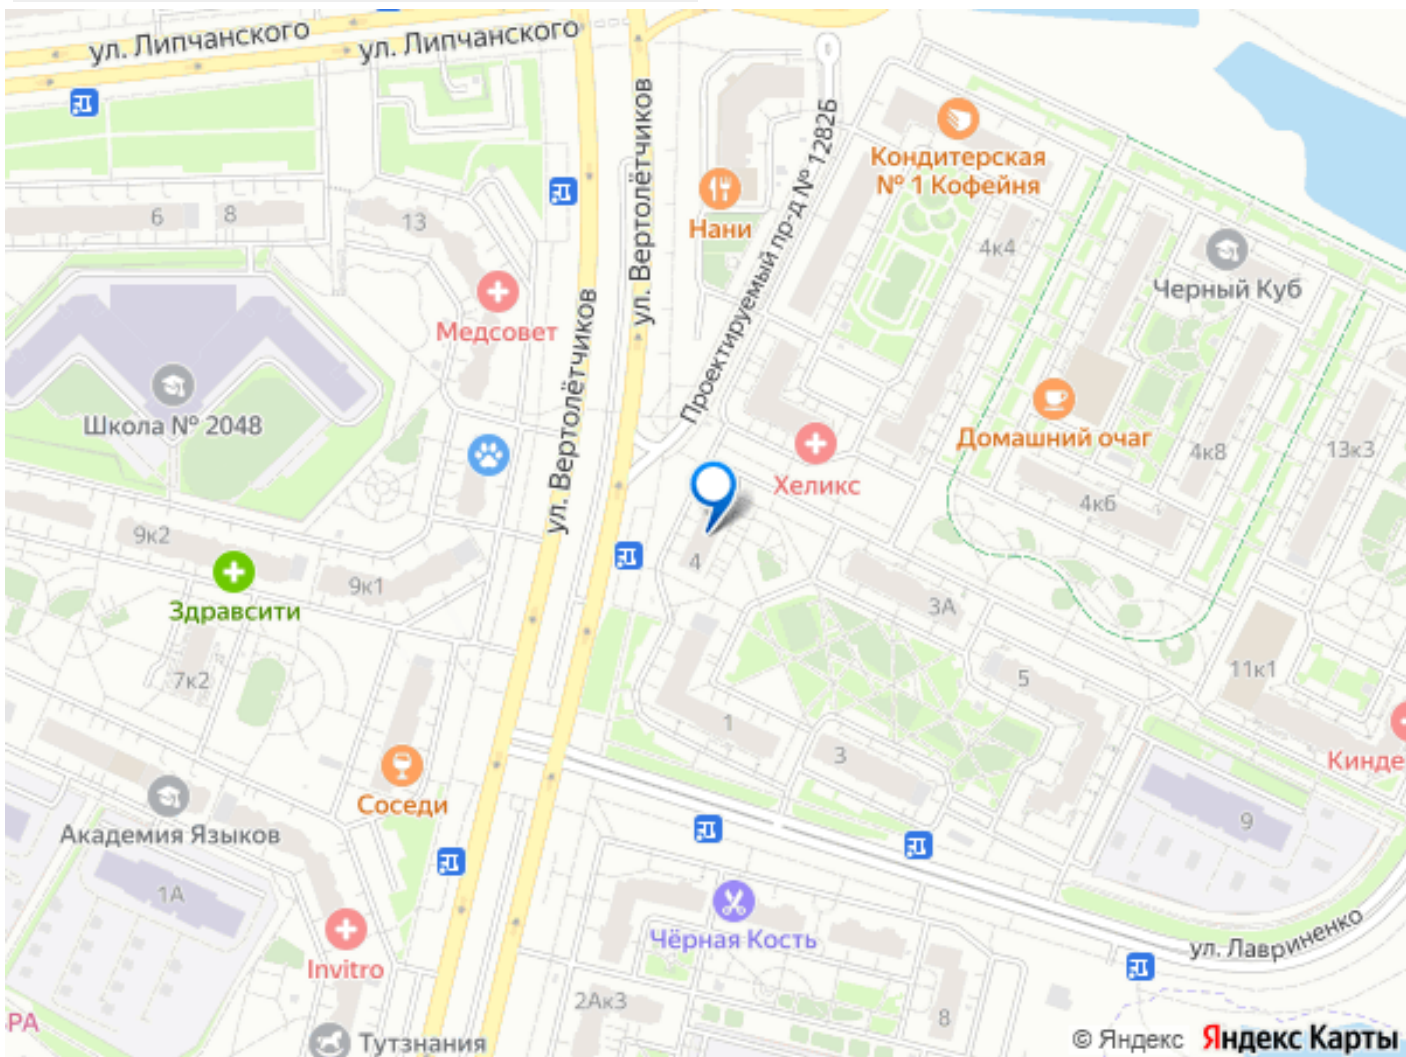 ул. Липчанского
ул. Липчанского
ул. Вертолётчиков
ул. Вертолётчиков
Проектируемый пр-д № 1282Б
Кондитерская
№ 1 Кофейня
Нани
6
8
13
4к4
Черный Куб
Медсовет
Школа № 2048
Домашний очаг
4к8
13к3
Хеликс
4к6
9к2
9к1
4
Здравсити
3А
7к2
5
11к1
1
3
Кинде
Соседи
Академия Языков
9
1А
Чёрная Кость
ул. Лавриненко
Invitro
2Ак3
8
РА
Тутзнания
© Яндекс Яндекс Карты